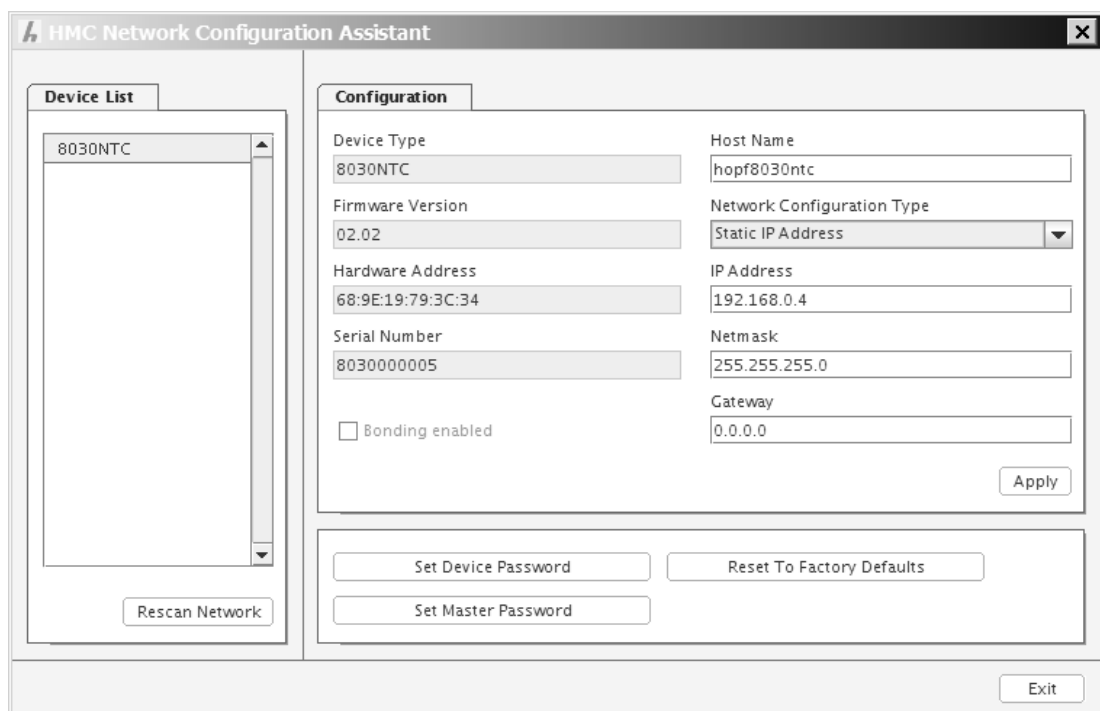 HMC Network Configuration Assistant
Device List
8030NTC
Rescan Network
Configuration
Device Type
8030NTC
Firmware Version
02.02
Hardware Address
68:9E:19:79:3C:34
Serial Number
8030000005
Bonding enabled
Host Name
hopf8030ntc
Network Configuration Type
Static IP Address
IP Address
192.168.0.4
Netmask
255.255.255.0
Gateway
0.0.0.0
Apply
Set Device Password
Reset To Factory Defaults
Set Master Password
Exit